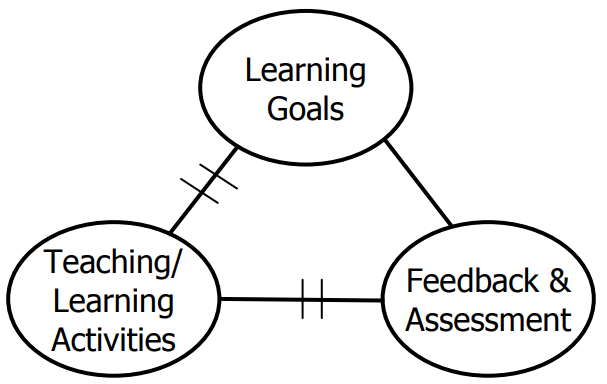 Learning
Goals
Teaching/
Learning
Activities
Feedback &
Assessment